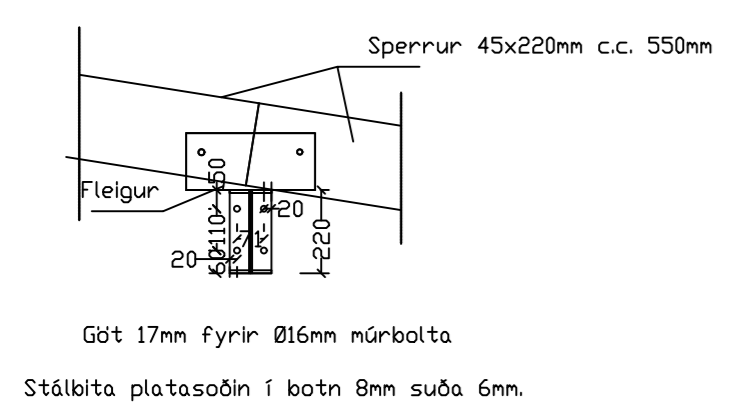 Sperrur 45x220mm c.c. 550mm
Fleigur
50
20
110
71
220
20
60
Göt 17mm fyrir Ø16mm múrbolta
Stálbita platasoðin í botn 8mm suða 6mm.